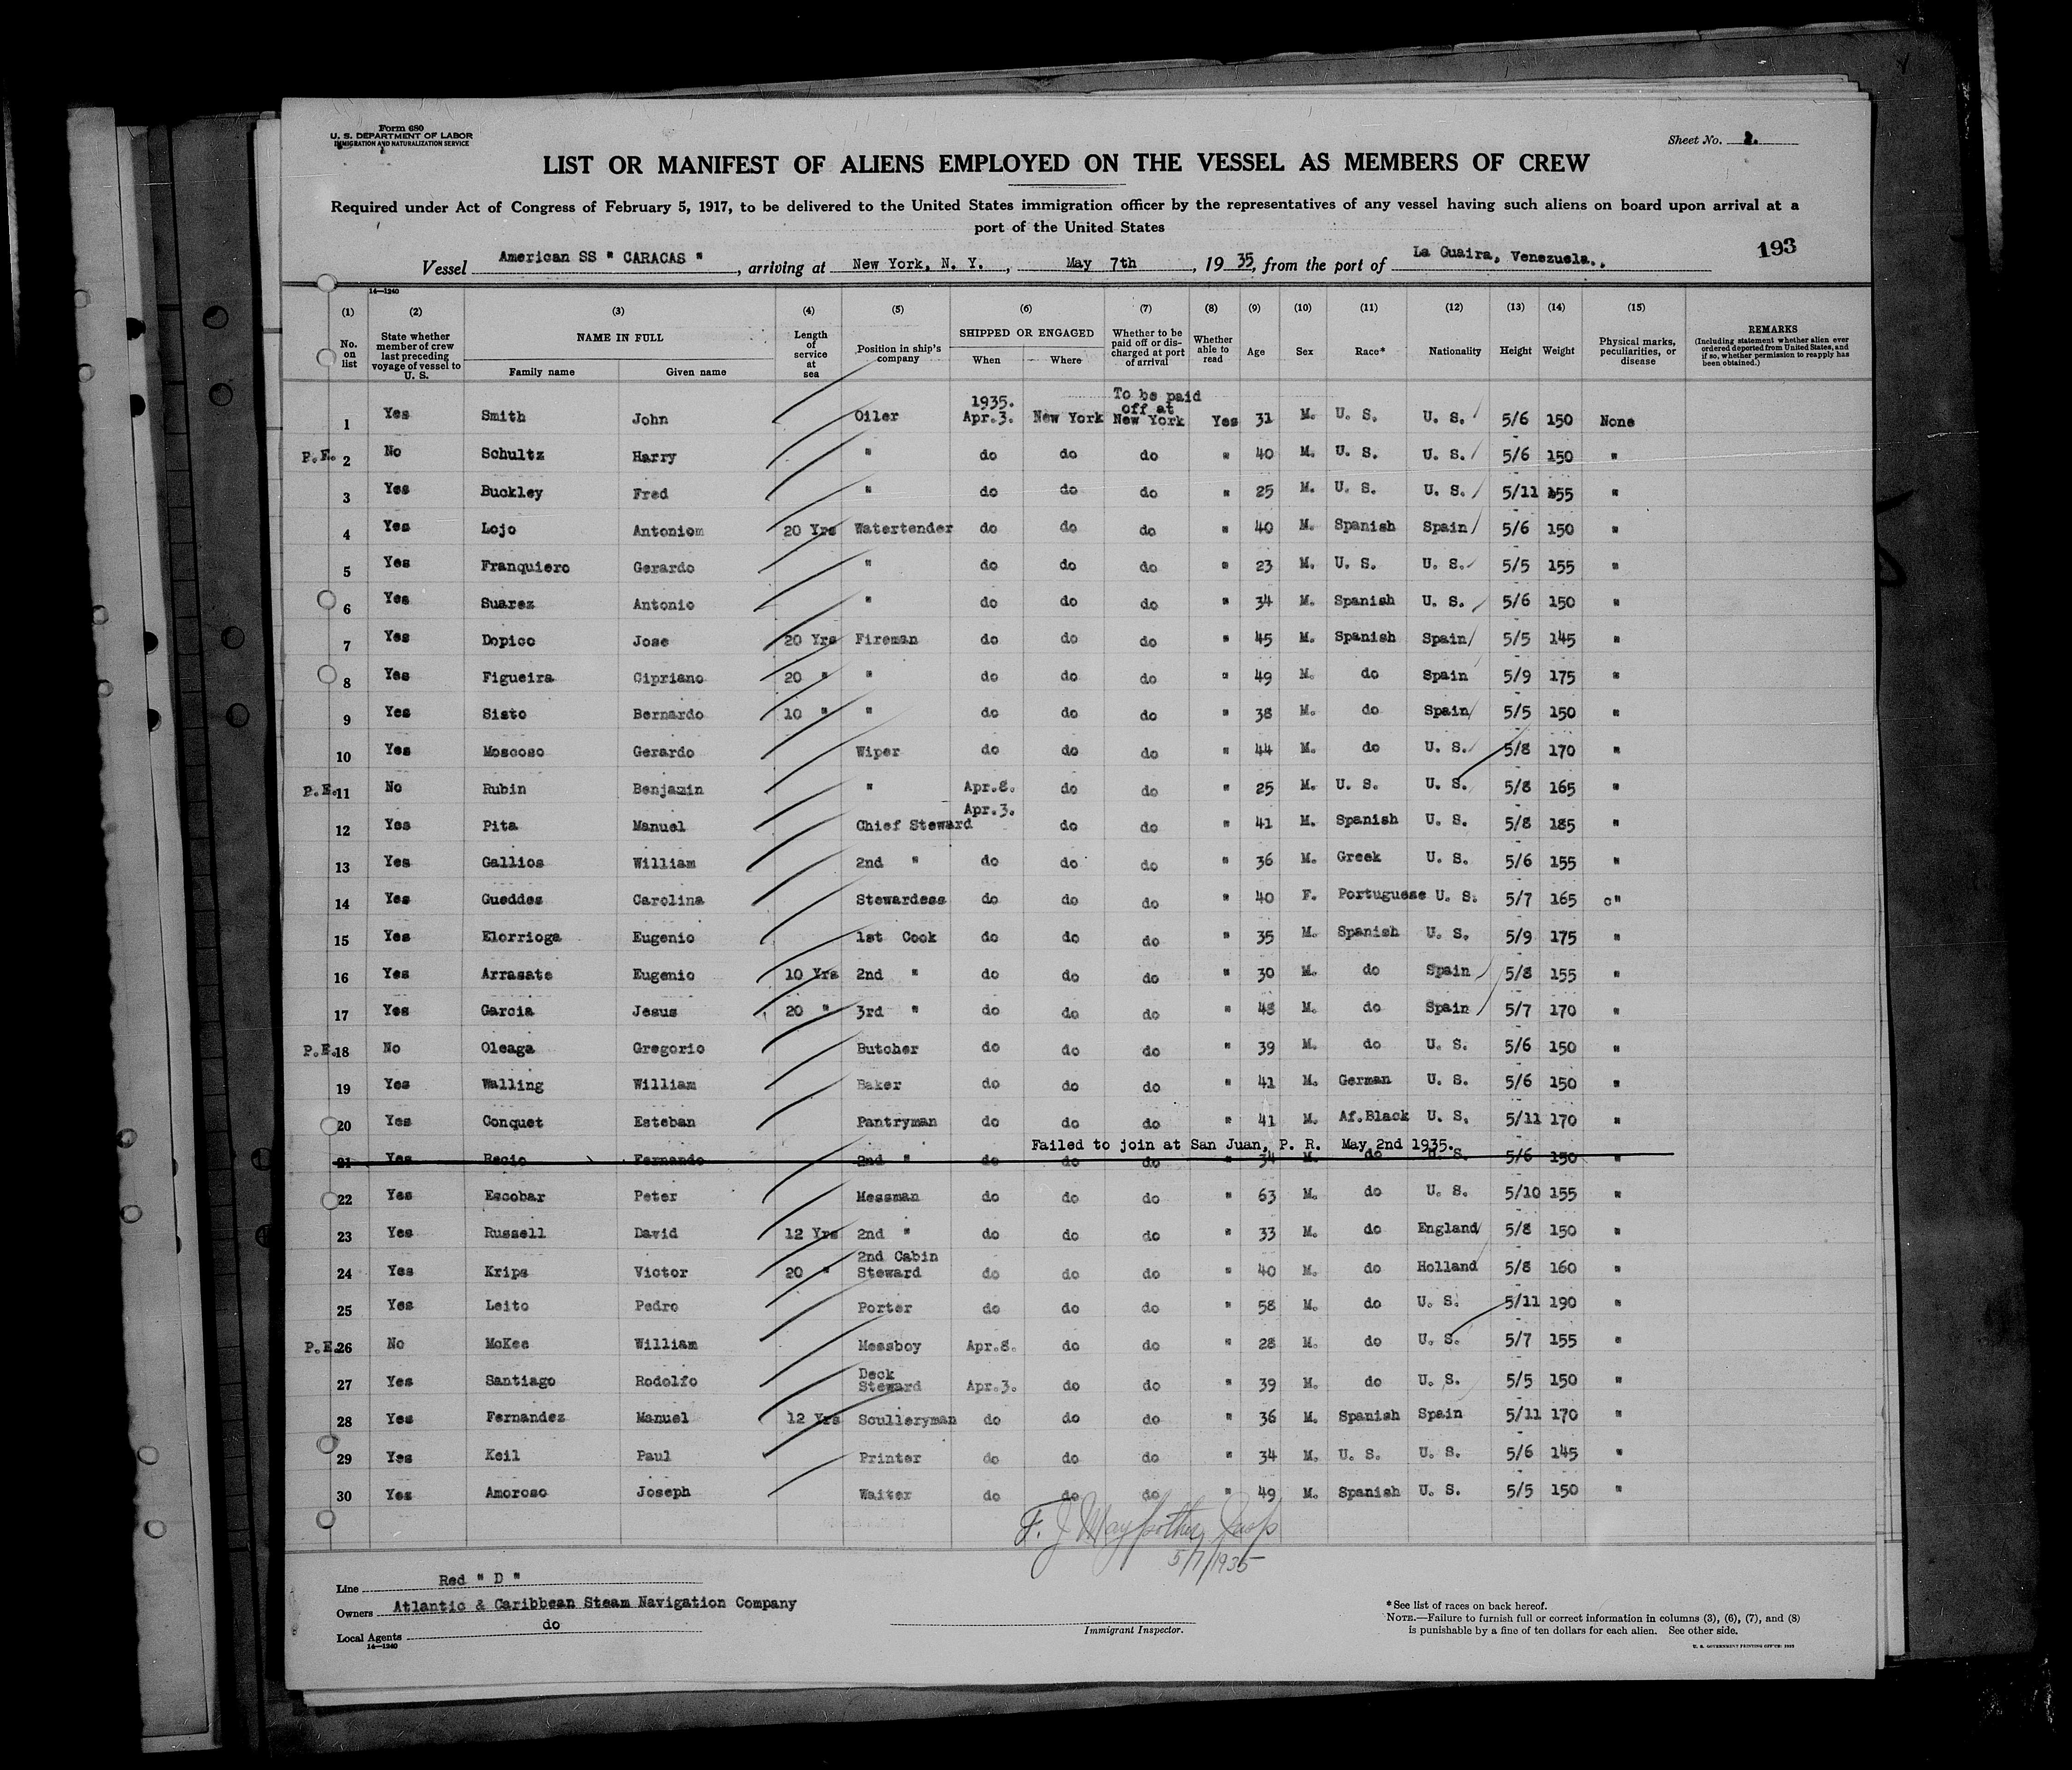 Form 680
U. S. DEPARTMENT OF LABOR
IMMIGRATION AND NATURALIZATION SERVICE
Sheet No. 2.
LIST OR MANIFEST OF ALIENS EMPLOYED ON THE VESSEL AS MEMBERS OF CREW
Required under Act of Congress of February 5, 1917, to be delivered to the United States immigration officer by the representatives of any vessel having such aliens on board upon arrival at a
port of the United States
193
Vessel American SS " CARACAS ", arriving at New York, N. Y., May 7th, 19 35, from the port of La Guaira, Venezuela.,
14—1240
(1) (2) (3) (4) (5) (6) (7) (8) (9) (10) (11) (12) (13) (14) (15)
No. on list State whether member of crew last preceding voyage of vessel to U. S. NAME IN FULL Family name Given name Length of service at sea Position in ship's company SHIPPED OR ENGAGED When Where Whether to be paid off or discharged at port of arrival Whether able to read Age Sex Race* Nationality Height Weight Physical marks, peculiarities, or disease REMARKS (Including statement whether alien ever ordered deported from United States, and if so, whether permission to reapply has been obtained.)
1 Yes Smith John Oiler 1935. Apr.3. New York To be paid off at New York Yes 31 M. U. S. U. S. 5/6 150 None
P.E. 2 No Schultz Harry " do do do " 40 M. U. S. U. S. 5/6 150 "
3 Yes Buckley Fred " do do do " 25 M. U. S. U. S. 5/11 155 "
4 Yes Lojo Antoniom 20 Yrs Watertender do do do " 40 M. Spanish Spain 5/6 150 "
5 Yes Franquiero Gerardo " do do do " 23 M. U. S. U. S. 5/5 155 "
6 Yes Suarez Antonio " do do do " 34 M. Spanish U. S. 5/6 150 "
7 Yes Dopico Jose 20 Yrs Fireman do do do " 45 M. Spanish Spain 5/5 145 "
8 Yes Figueira Cipriano 20 " " do do do " 49 M. do Spain 5/9 175 "
9 Yes Sisto Bernardo 10 " " do do do " 38 M. do Spain 5/5 150 "
10 Yes Moscoso Gerardo Wiper do do do " 44 M. do U. S. 5/8 170 "
P.E. 11 No Rubin Benjamin " Apr.8. do do " 25 M. U. S. U. S. 5/8 165 "
12 Yes Pita Manuel Chief Steward Apr.3. do do " 41 M. Spanish U. S. 5/8 185 "
13 Yes Gallios William 2nd " do do do " 36 M. Greek U. S. 5/6 155 "
14 Yes Gueddes Carolina Stewardess do do do " 40 F. Portuguese U. S. 5/7 165 c"
15 Yes Elorrioga Eugenio 1st Cook do do do " 35 M. Spanish U. S. 5/9 175 "
16 Yes Arrasate Eugenio 10 Yrs 2nd " do do do " 30 M. do Spain 5/8 155 "
17 Yes Garcia Jesus 20 " 3rd " do do do " 48 M. do Spain 5/7 170 "
P.E. 18 No Oleaga Gregorio Butcher do do do " 39 M. do U. S. 5/6 150 "
19 Yes Walling William Baker do do do " 41 M. German U. S. 5/6 150 "
20 Yes Conquet Esteban Pantryman do do do " 41 M. Af.Black U. S. 5/11 170 "
Failed to join at San Juan, P. R. May 2nd 1935.
21 Yes Recio Fernando 2nd " do do do " 34 M. do U. S. 5/6 150 "
22 Yes Escobar Peter Messman do do do " 63 M. do U. S. 5/10 155 "
23 Yes Russell David 12 Yrs 2nd " do do do " 33 M. do England 5/8 150 "
24 Yes Krips Victor 20 " 2nd Cabin Steward do do do " 40 M. do Holland 5/8 160 "
25 Yes Leito Pedro Porter do do do " 58 M. do U. S. 5/11 190 "
P.E. 26 No McKee William Messboy Apr.8. do do " 28 M. do U. S. 5/7 155 "
27 Yes Santiago Rodolfo Deck Steward Apr.3. do do " 39 M. do U. S. 5/5 150 "
28 Yes Fernandez Manuel 12 Yrs Sculleryman do do do " 36 M. Spanish Spain 5/11 170 "
29 Yes Keil Paul Printer do do do " 34 M. U. S. U. S. 5/6 145 "
30 Yes Amoroso Joseph Waiter do do do " 49 M. Spanish U. S. 5/5 150 "
F. J.
5/7/1935
Line Red " D "
Owners Atlantic & Caribbean Steam Navigation Company
Local Agents do
14—1240
Immigrant Inspector.
*See list of races on back hereof.
NOTE.—Failure to furnish full or correct information in columns (3), (6), (7), and (8)
is punishable by a fine of ten dollars for each alien. See other side.